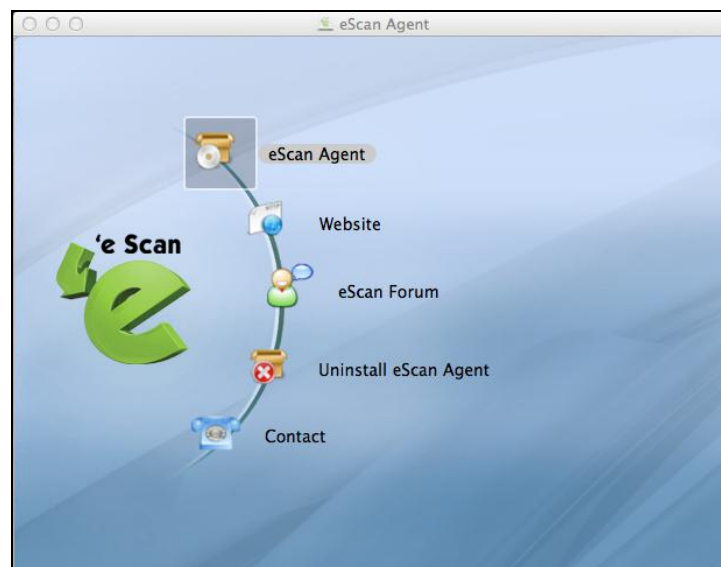 eScan Agent
eScan Agent
Website
'e Scan
eScan Forum
Uninstall eScan Agent
Contact